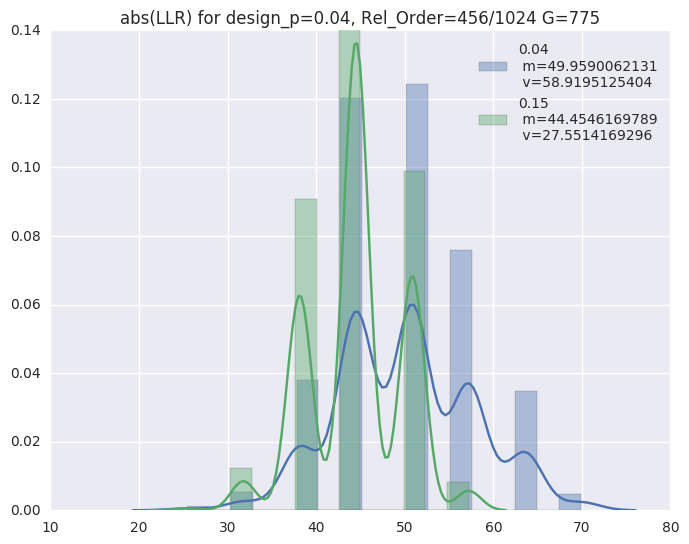 abs(LLR) for design_p=0.04, Rel_Order=456/1024 G=775
0.04
m=49.9590062131
v=58.9195125404
0.15
m=44.4546169789
v=27.5514169296
0.14
0.12
0.10
0.08
0.06
0.04
0.02
0.00
10 20 30 40 50 60 70 80